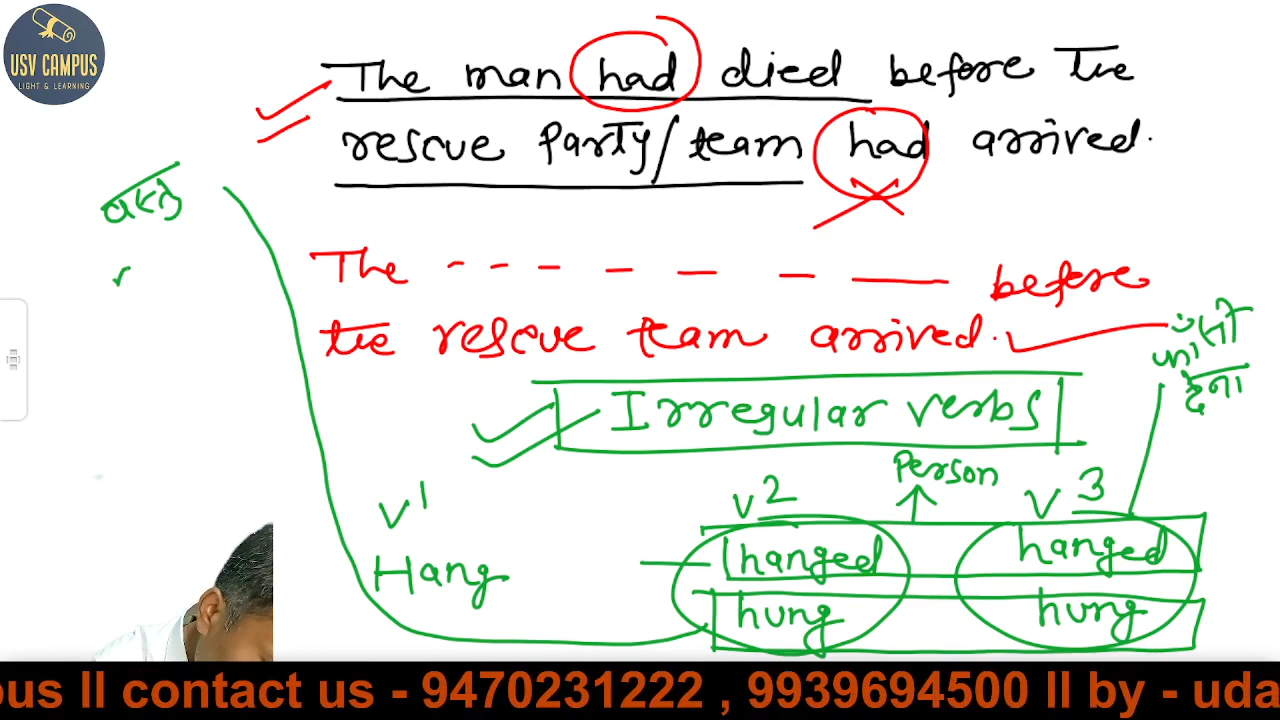 USV CAMPUS
LIGHT & LEARNING
The man had died before the
rescue Party/team had arrived.
The - - - - - - - before
the rescue team arrived.
फाँसी
देना
Irregular verbs
Person
V1 V2 V3
Hang hanged hanged
hung hung
pus ll contact us - 9470231222 , 9939694500 ll by - uda